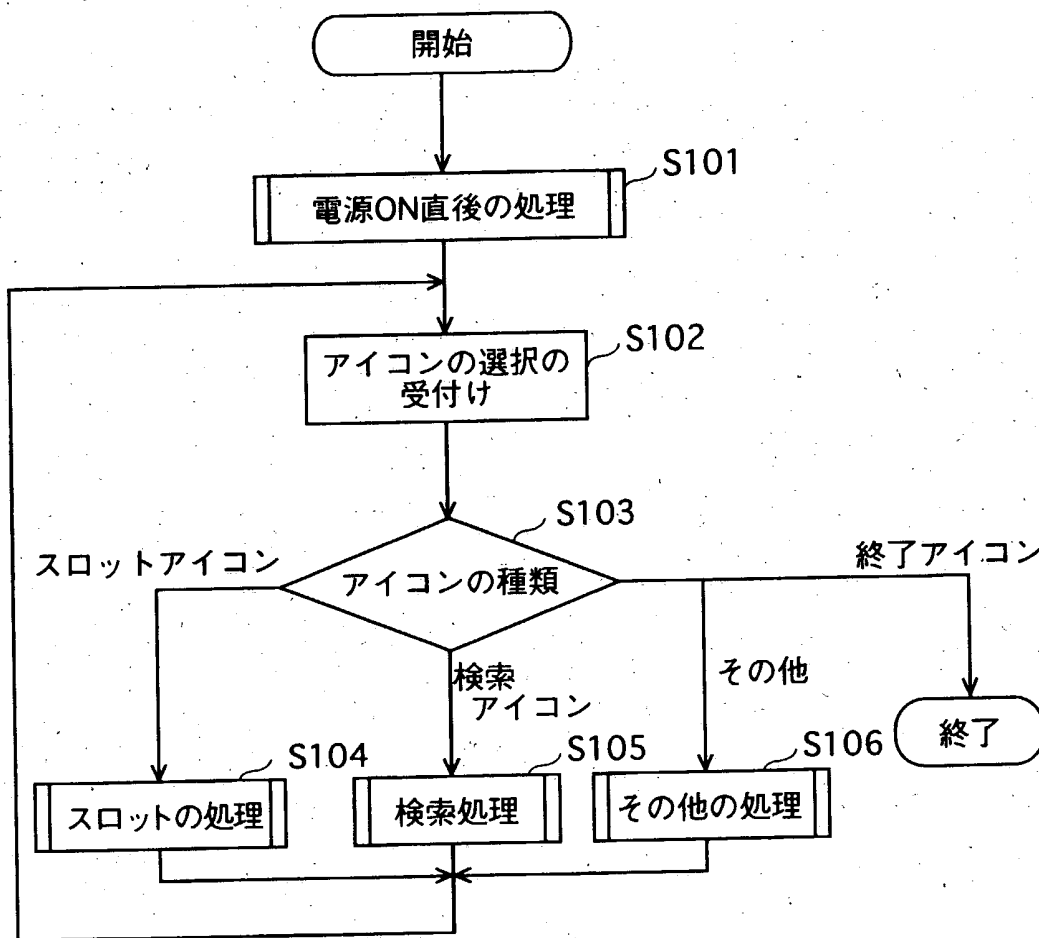 開始
S101
電源ON直後の処理
S102
アイコンの選択の
受付け
S103
スロットアイコン
終了アイコン
アイコンの種類
検索
アイコン
その他
終了
S104
S105
S106
スロットの処理
検索処理
その他の処理